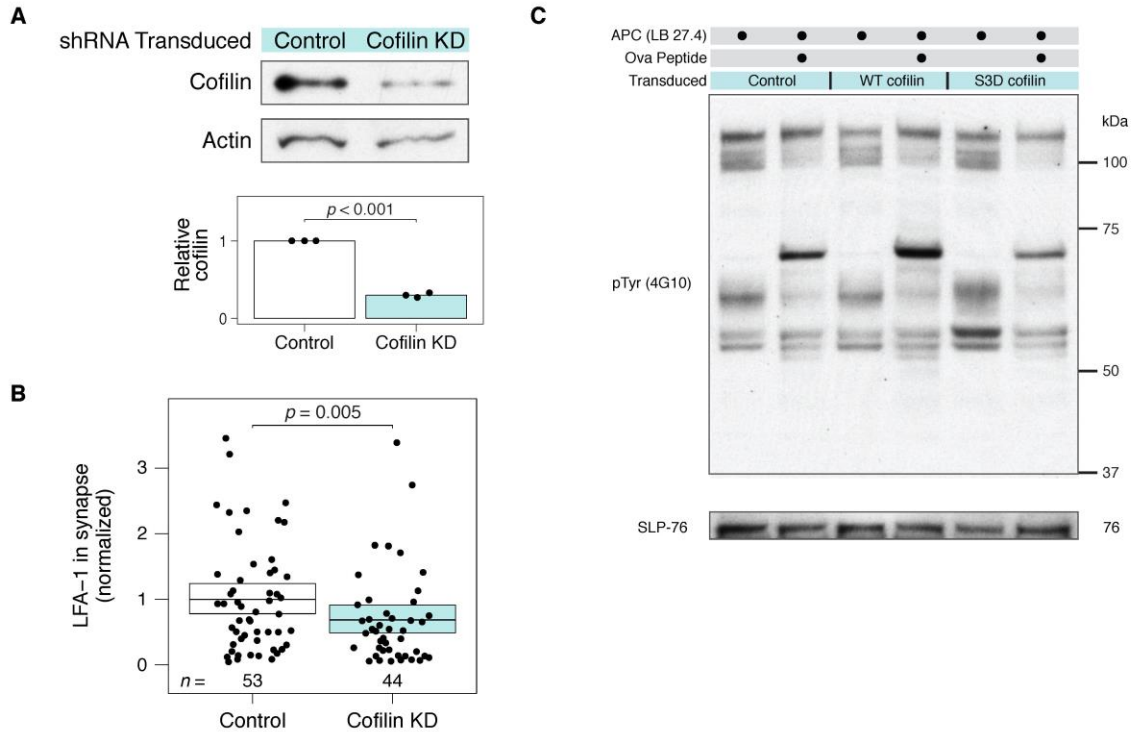 A
shRNA Transduced Control Cofilin KD
Cofilin
Actin
Relative
cofilin
p < 0.001
1
0
Control Cofilin KD
B
LFA−1 in synapse
(normalized)
p = 0.005
3
2
1
0
n = 53 44
Control Cofilin KD
C
APC (LB 27.4)
Ova Peptide
Transduced Control WT cofilin S3D cofilin
kDa
100
75
pTyr (4G10)
50
37
SLP-76 76